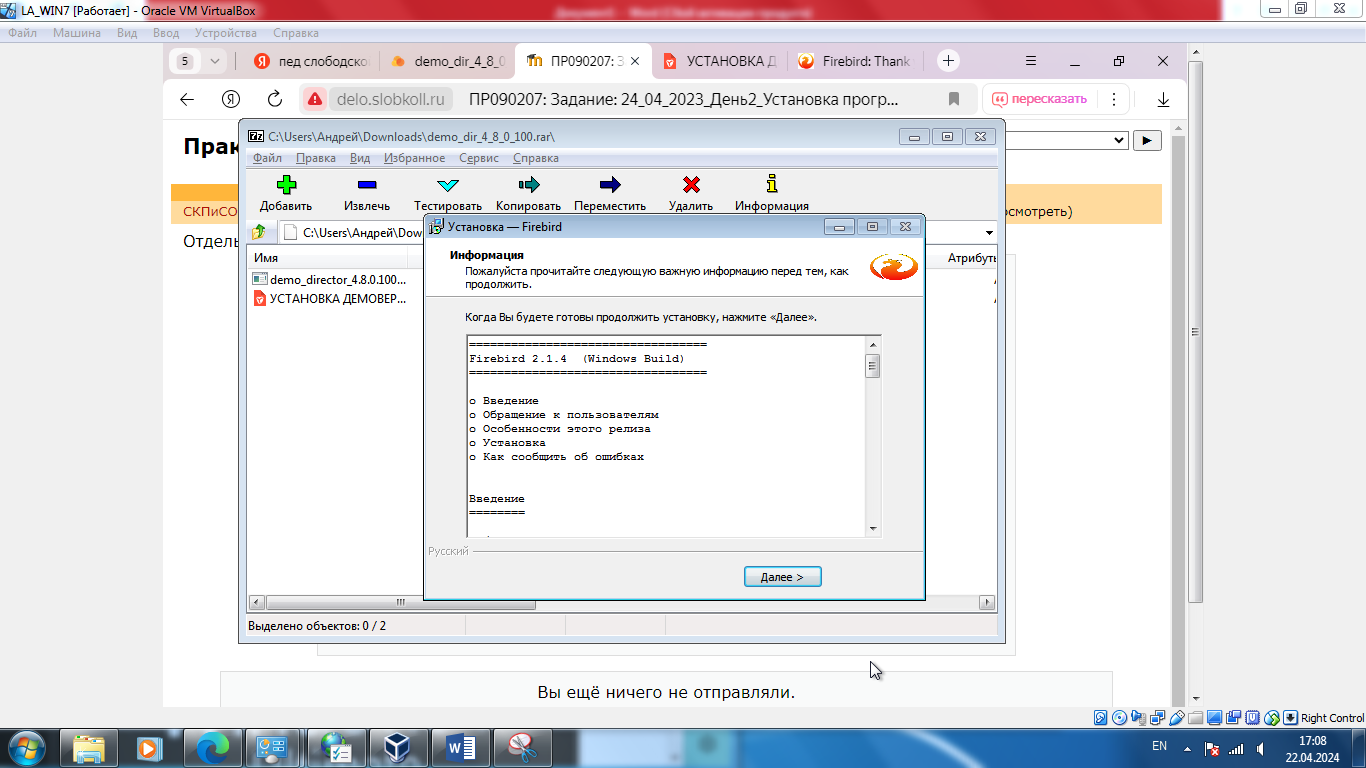 LA_WIN7 [Работает] - Oracle VM VirtualBox
Файл Машина Вид Ввод Устройства Справка
5 пед слободско demo_dir_4_8_0 ПР090207: З УСТАНОВКА Д Firebird: Thank
delo.slobkoll.ru ПР090207: Задание: 24_04_2023_День2_Установка прогр... пересказать
Прак
СКПиСО
осмотреть)
Отдель
C:\Users\Андрей\Downloads\demo_dir_4_8_0_100.rar\
Файл Правка Вид Избранное Сервис Справка
Добавить Извлечь Тестировать Копировать Переместить Удалить Информация
C:\Users\Андрей\Dow
Имя Атрибуть
demo_director_4.8.0.100...
УСТАНОВКА ДЕМОВЕР...
Установка — Firebird
Информация
Пожалуйста прочитайте следующую важную информацию перед тем, как
продолжить.
Когда Вы будете готовы продолжить установку, нажмите «Далее».
==================================
Firebird 2.1.4 (Windows Build)
==================================
o Введение
o Обращение к пользователям
o Особенности этого релиза
o Установка
o Как сообщить об ошибках
Введение
========
Русский
Далее >
Выделено объектов: 0 / 2
Вы ещё ничего не отправляли.
Right Control
EN
17:08
22.04.2024